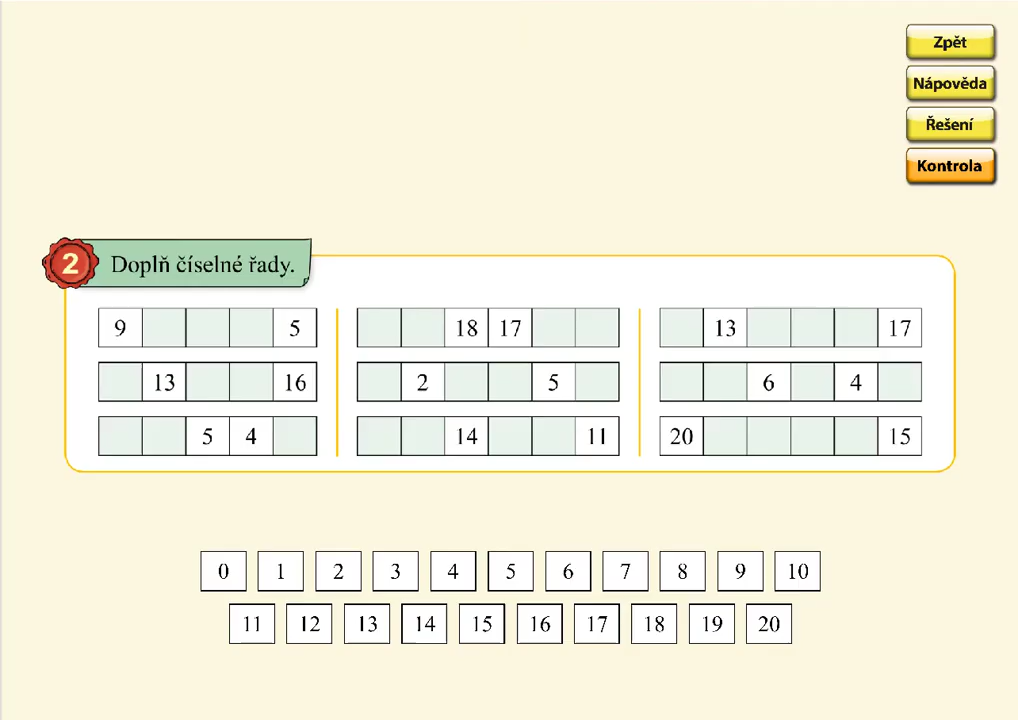 Zpět
Nápověda
Řešení
Kontrola
2 Doplň číselné řady.
9 5 18 17 13 17
13 16 2 5 6 4
5 4 14 11 20 15
0 1 2 3 4 5 6 7 8 9 10
11 12 13 14 15 16 17 18 19 20